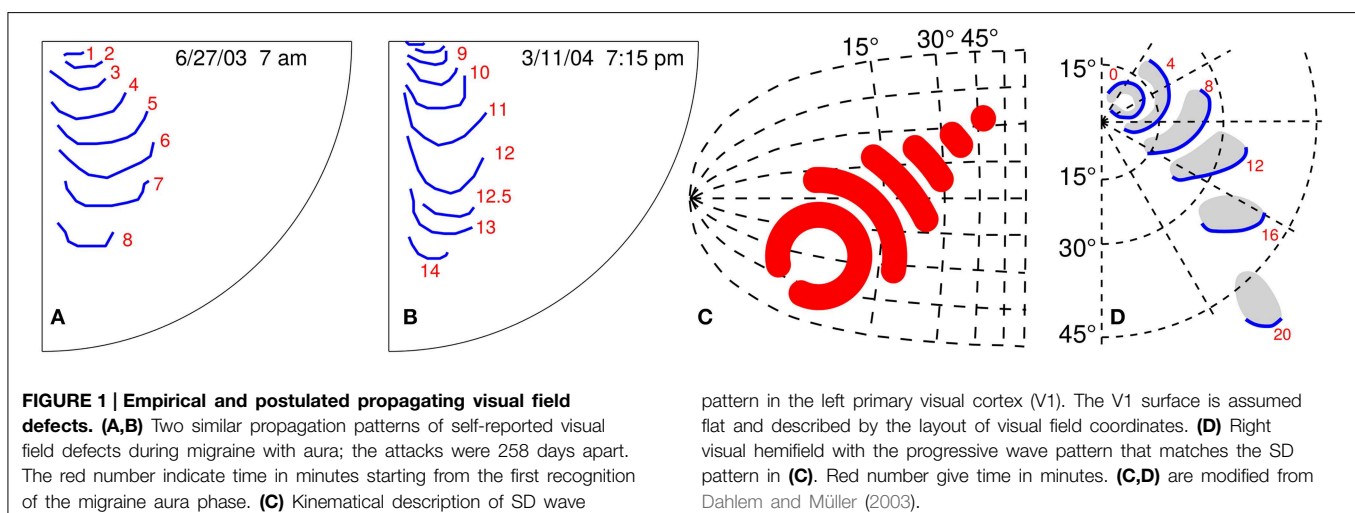 1 2
3
4
5
6
7
8
6/27/03 7 am
A
9
10
11
12
12.5
13
14
3/11/04 7:15 pm
B
15° 30° 45°
C
15°
15°
30°
45°
0
4
8
12
16
20
D
FIGURE 1 | Empirical and postulated propagating visual field
defects. (A,B) Two similar propagation patterns of self-reported visual
field defects during migraine with aura; the attacks were 258 days apart.
The red number indicate time in minutes starting from the first recognition
of the migraine aura phase. (C) Kinematical description of SD wave
pattern in the left primary visual cortex (V1). The V1 surface is assumed
flat and described by the layout of visual field coordinates. (D) Right
visual hemifield with the progressive wave pattern that matches the SD
pattern in (C). Red number give time in minutes. (C,D) are modified from
Dahlem and Müller (2003).